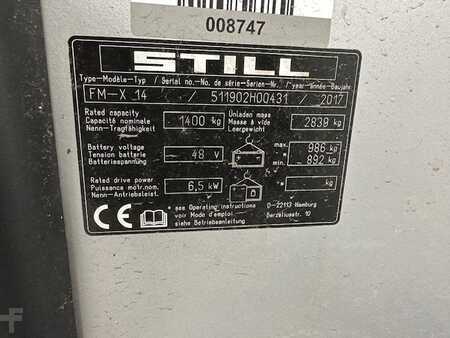 008747
STILL
Type-Modèle-Typ / Serial no.-No. de série-Serien-Nr. / year-année-Baujahr
FM-X 14 / 511902H00431 / 2017
Rated capacity
Capacité nominale
Nenn-Tragfähigkeit
1400 kg
Unladen mass
Masse à vide
Leergewicht
2839 kg
Battery voltage
Tension batterie
Batteriespannung
48 V
max. 986 kg
min. 892 kg
Rated drive power
Puissance motr.nom.
Nenn-Antriebsleist.
6,5 kW
* kg
CE
* see Operating instructions
voir Mode d'emploi
siehe Betriebsanleitung
D-22113 Hamburg
Berzeliusstr. 10
F